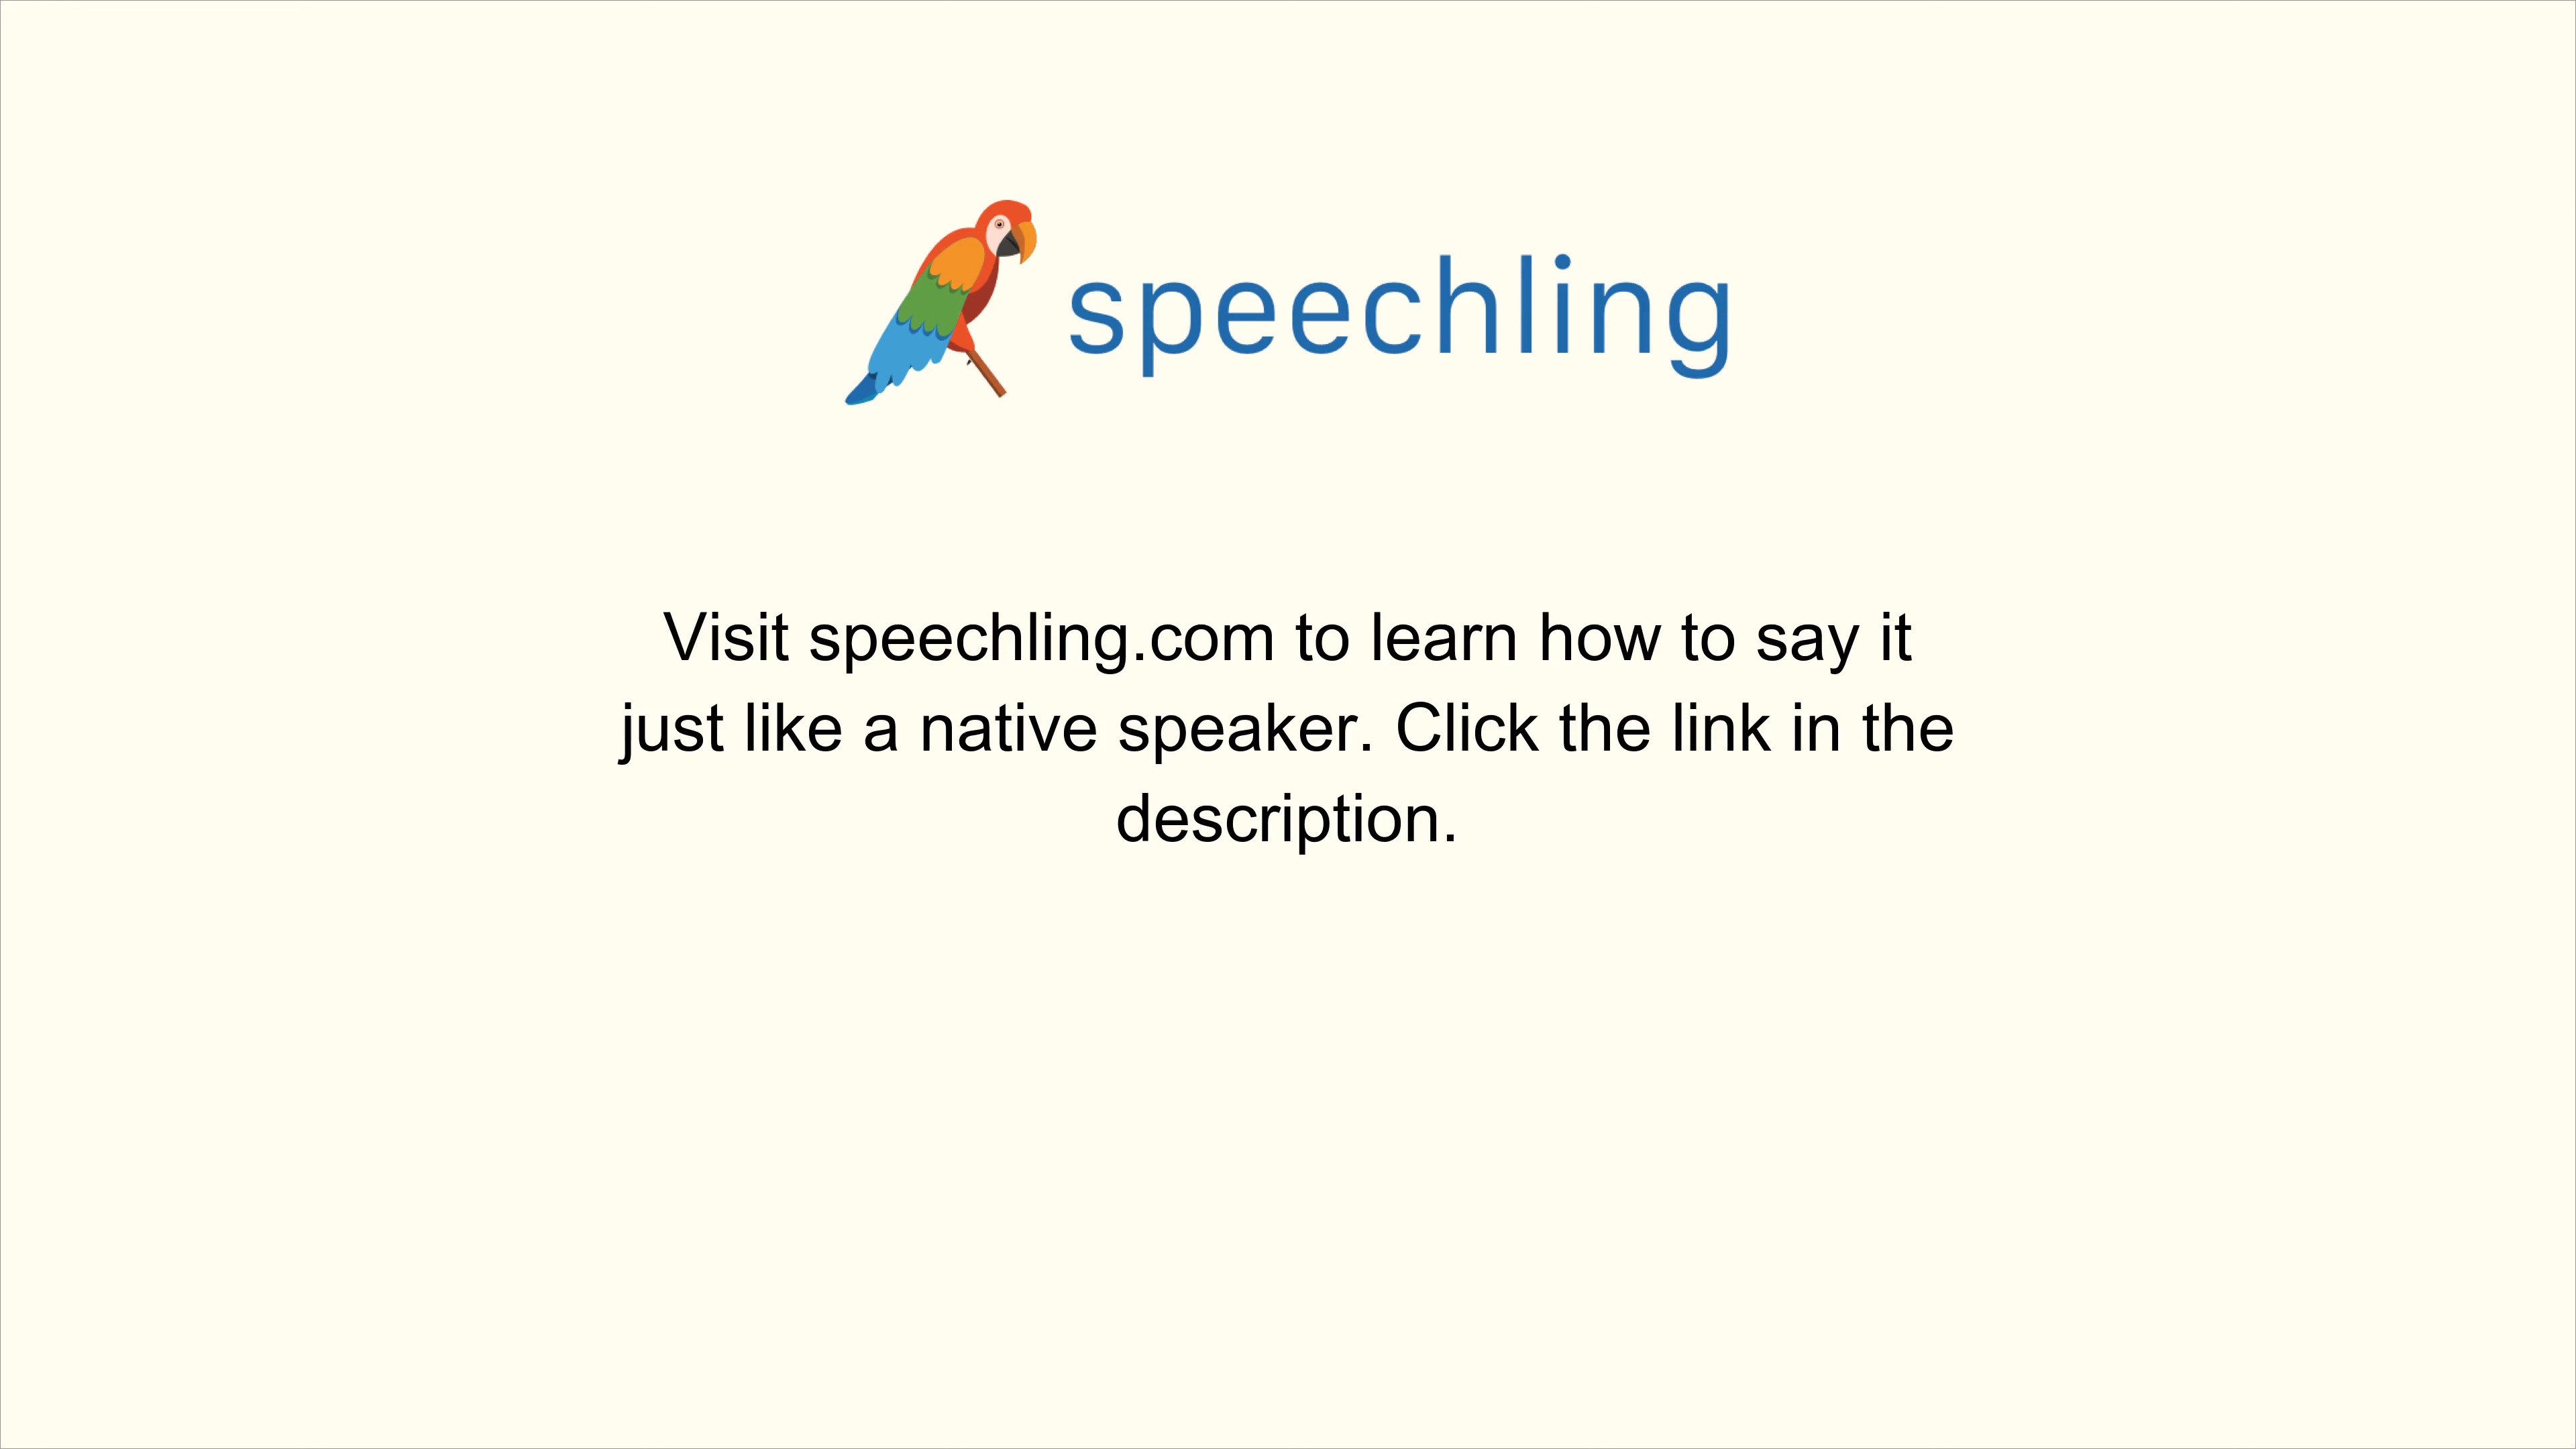 speechling
Visit speechling.com to learn how to say it
just like a native speaker. Click the link in the
description.